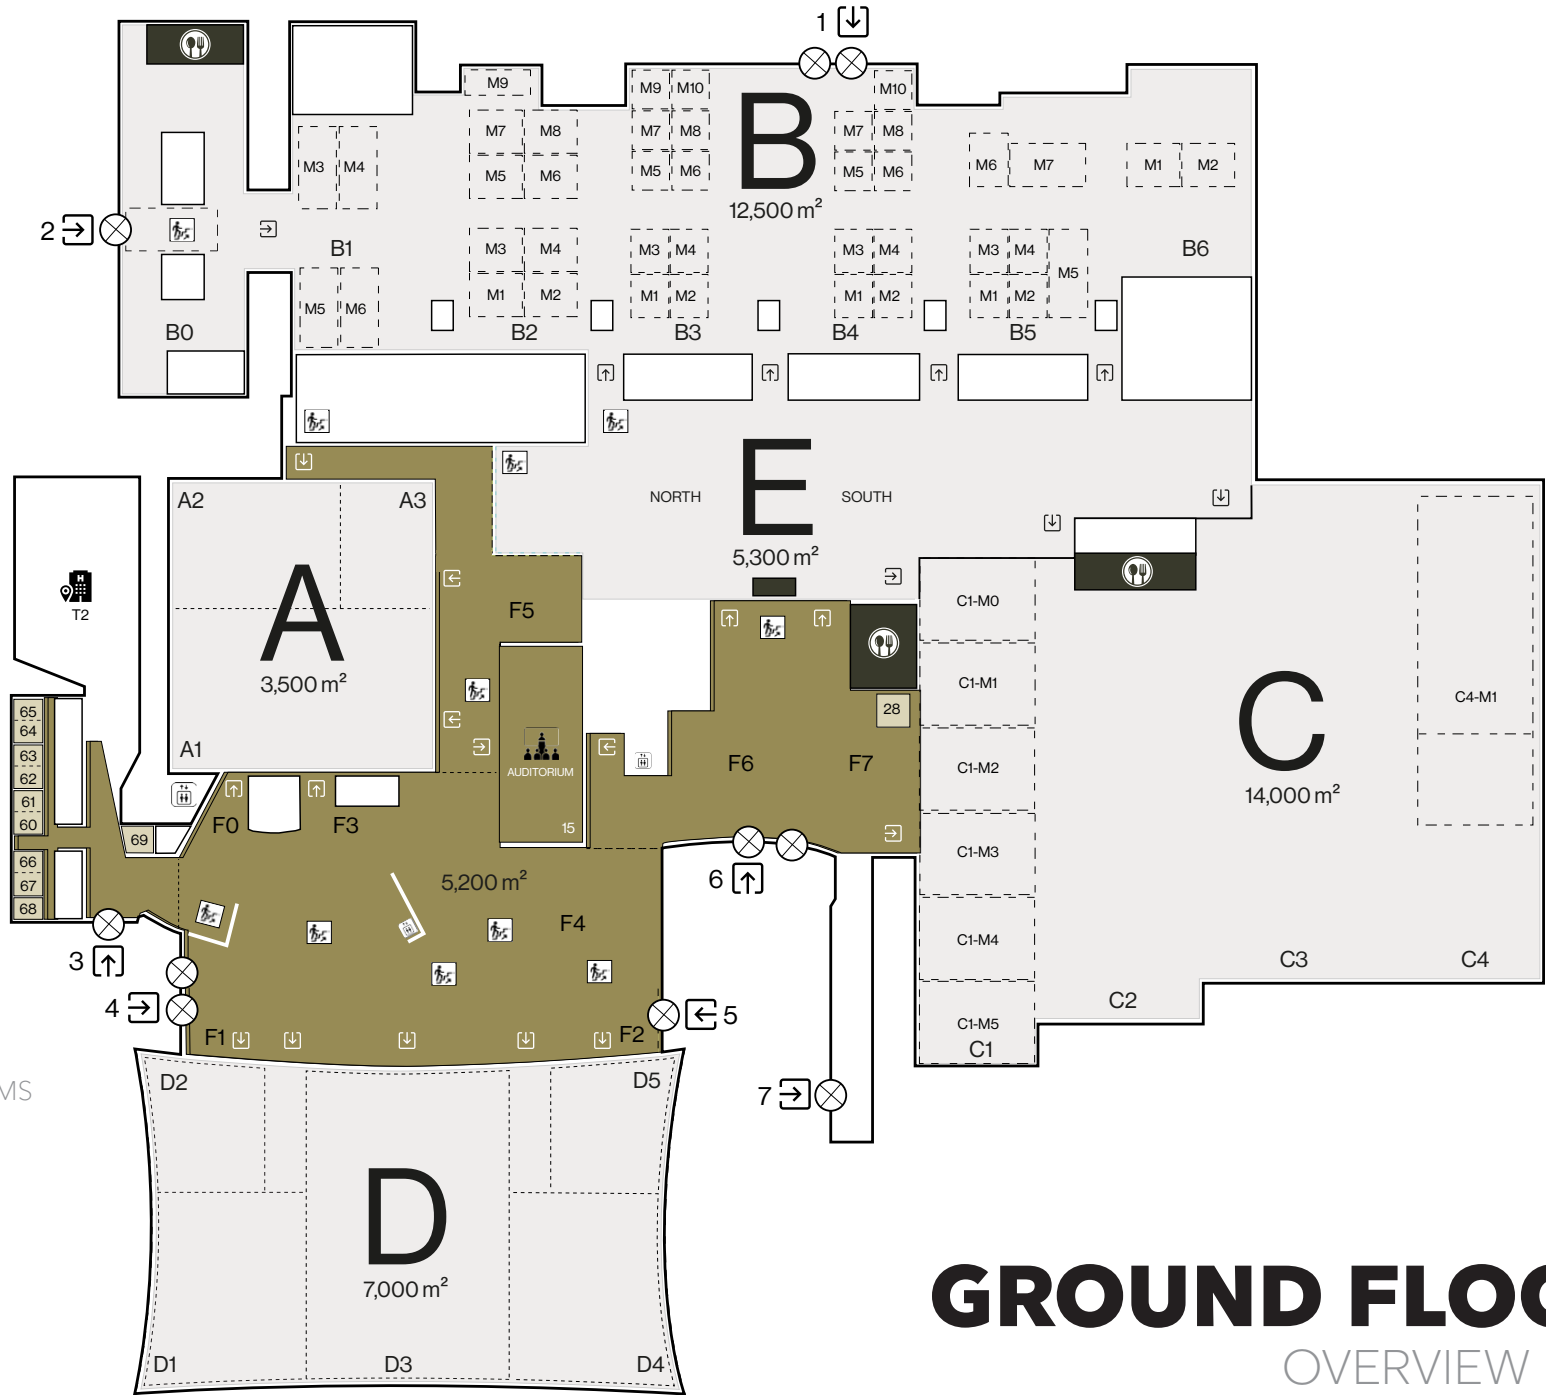 1
M9
M9 M10
M10
B
12,500 m²
M7 M8
M5 M6
M7 M8
M5 M6
M7 M8
M5 M6
M3 M4
M6 M7
M1 M2
2
B1
B6
M3 M4
M1 M2
M3 M4
M1 M2
M3 M4
M1 M2
M3 M4
M1 M2
M5
M5 M6
B0
B2
B3
B4
B5
E
NORTH
SOUTH
5,300 m²
A2
A3
A
3,500 m²
A1
H
T2
F5
C1-M0
C1-M1
C1-M2
C1-M3
C1-M4
C1-M5
C1
C4-M1
C
14,000 m²
C2
C3
C4
28
65
64
63
62
61
60
66
67
68
69
AUDITORIUM
15
F6
F7
F0
F3
5,200 m²
F4
6
3
4
5
F1
F2
7
MS
D2
D5
D
7,000 m²
D1
D3
D4
GROUND FLOO
OVERVIEW